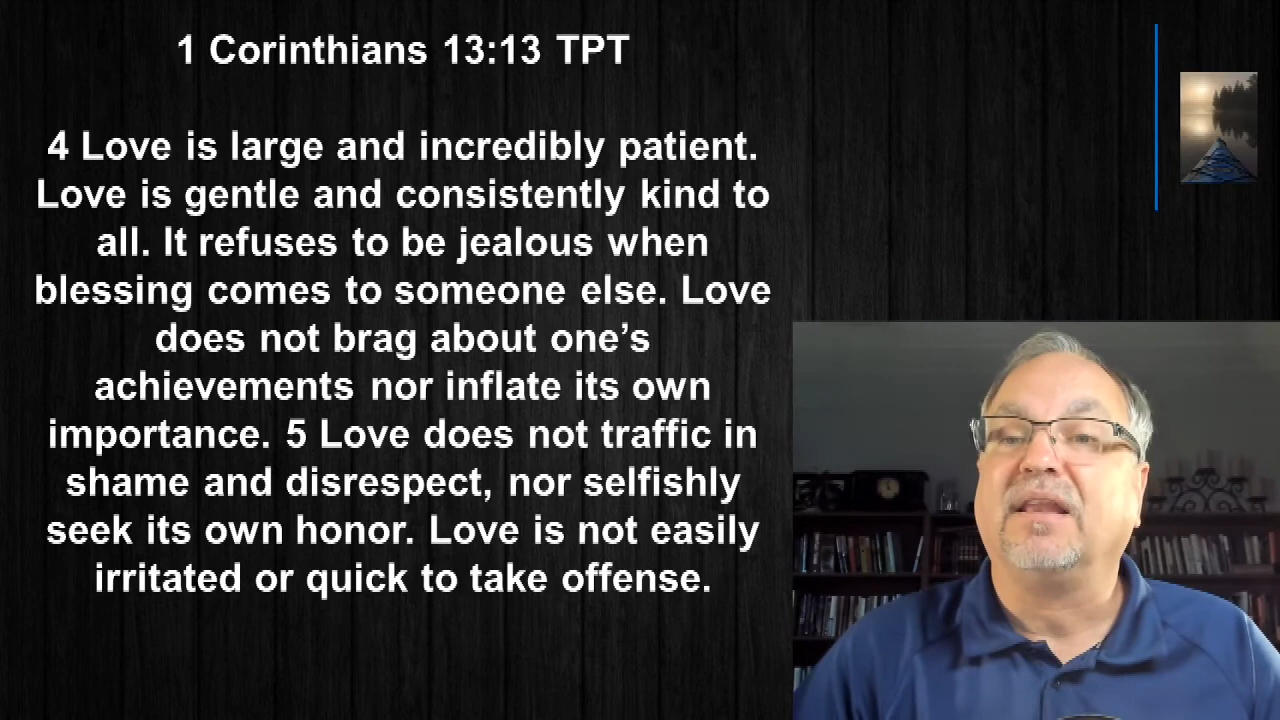 1 Corinthians 13:13 TPT
4 Love is large and incredibly patient.
Love is gentle and consistently kind to
all. It refuses to be jealous when
blessing comes to someone else. Love
does not brag about one’s
achievements nor inflate its own
importance. 5 Love does not traffic in
shame and disrespect, nor selfishly
seek its own honor. Love is not easily
irritated or quick to take offense.